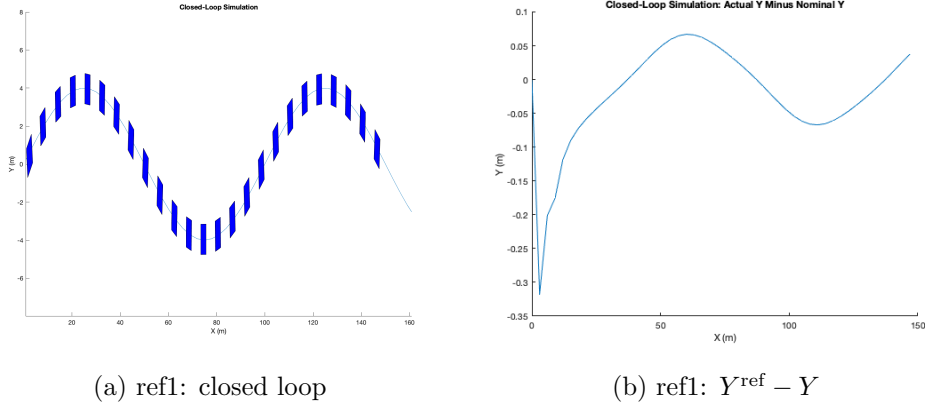 Closed-Loop Simulation
8
6
4
2
0
-2
-4
-6
Y (m)
20 40 60 80 100 120 140 160
X (m)
(a) ref1: closed loop
Closed-Loop Simulation: Actual Y Minus Nominal Y
0.1
0.05
0
-0.05
-0.1
-0.15
-0.2
-0.25
-0.3
-0.35
Y (m)
0 50 100 150
X (m)
(b) ref1: Y^ref − Y